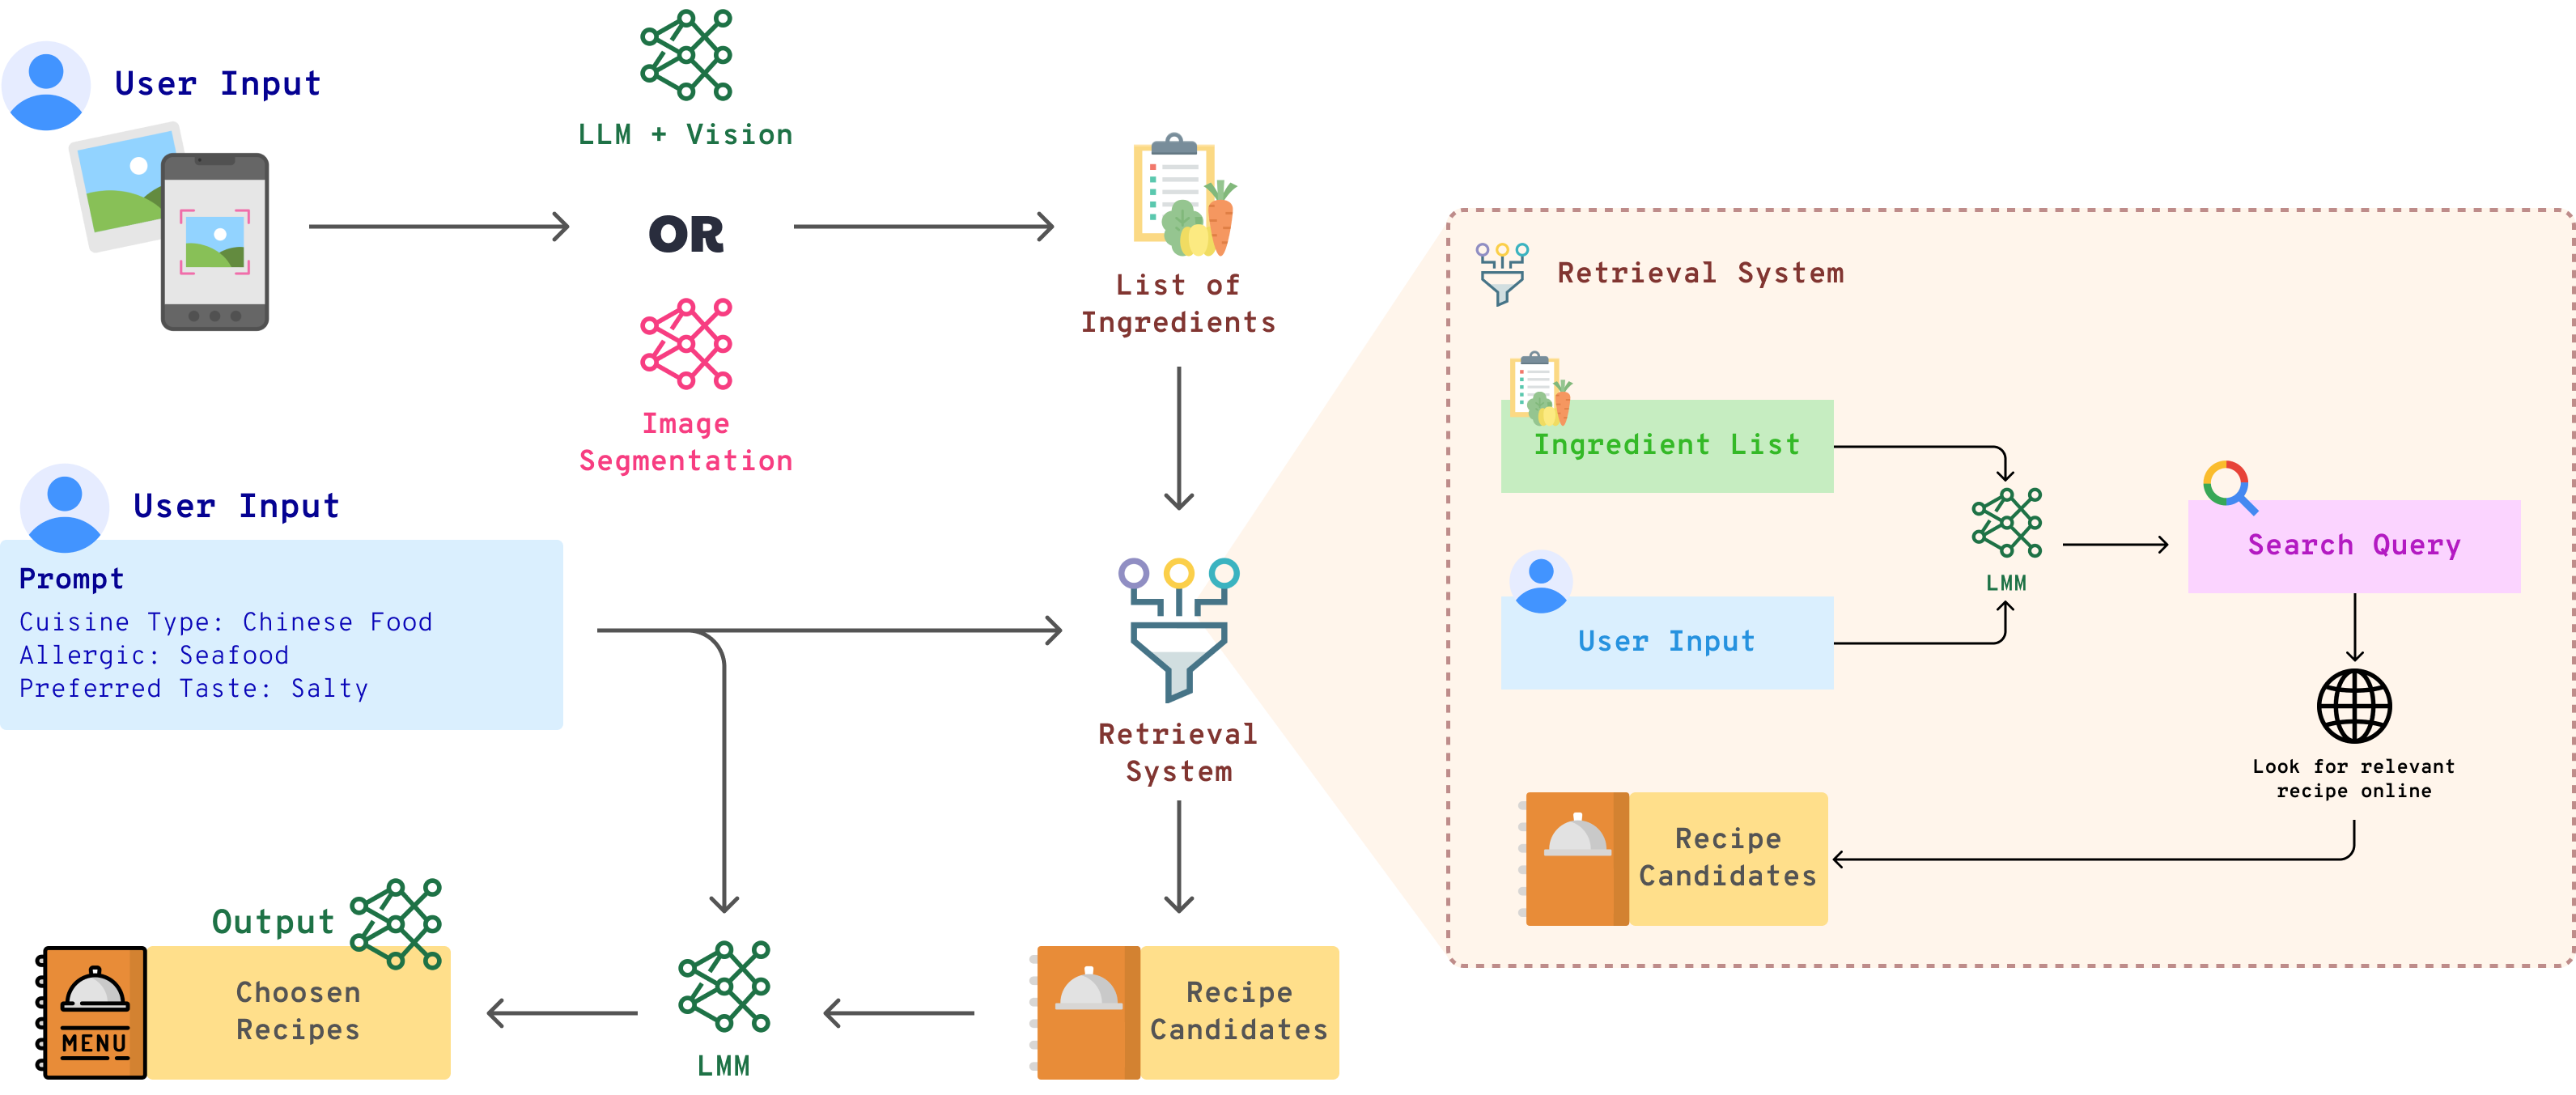 User Input
LLM + Vision
OR
Image
Segmentation
List of
Ingredients
User Input
Prompt
Cuisine Type: Chinese Food
Allergic: Seafood
Preferred Taste: Salty
Retrieval
System
Recipe
Candidates
LMM
Output
Choosen
Recipes
MENU
Retrieval System
Ingredient List
User Input
LMM
Search Query
Look for relevant
recipe online
Recipe
Candidates